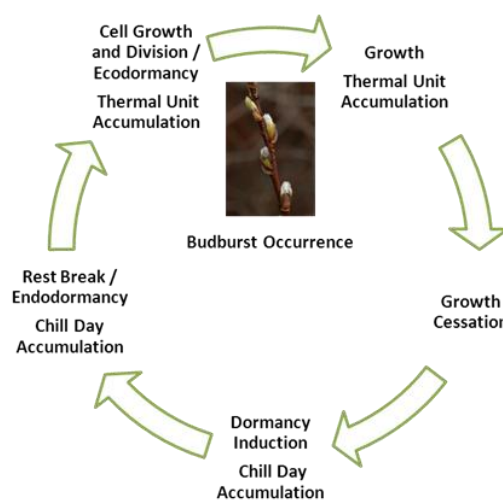 Cell Growth
and Division /
Ecodormancy
Thermal Unit
Accumulation
Growth
Thermal Unit
Accumulation
Budburst Occurrence
Growth
Cessation
Dormancy
Induction
Chill Day
Accumulation
Rest Break /
Endodormancy
Chill Day
Accumulation